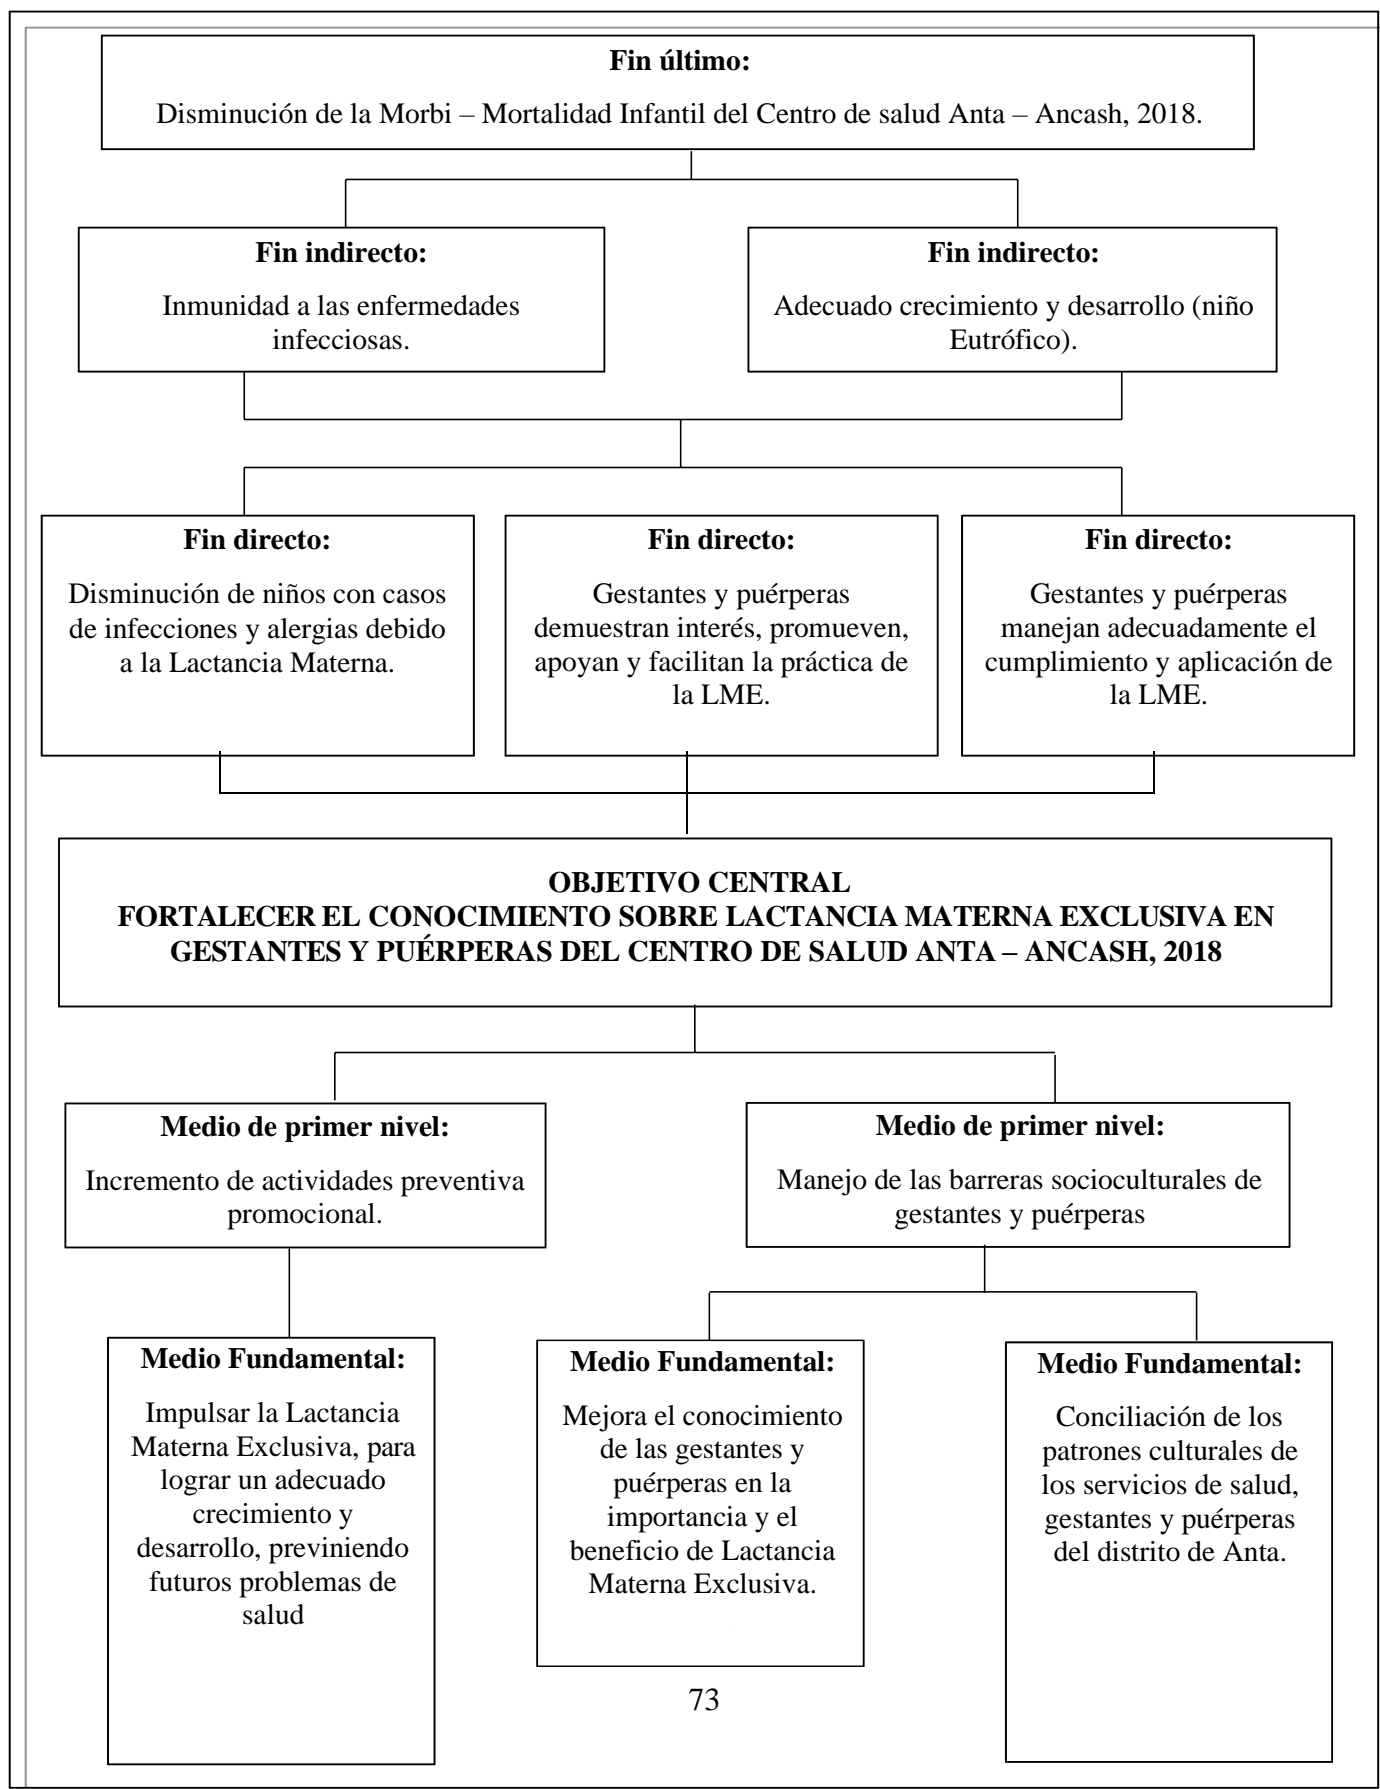 Fin último:
Disminución de la Morbi – Mortalidad Infantil del Centro de salud Anta – Ancash, 2018.
Fin indirecto:
Inmunidad a las enfermedades
infecciosas.
Fin indirecto:
Adecuado crecimiento y desarrollo (niño
Eutrófico).
Fin directo:
Disminución de niños con casos
de infecciones y alergias debido
a la Lactancia Materna.
Fin directo:
Gestantes y puérperas
demuestran interés, promueven,
apoyan y facilitan la práctica de
la LME.
Fin directo:
Gestantes y puérperas
manejan adecuadamente el
cumplimiento y aplicación de
la LME.
OBJETIVO CENTRAL
FORTALECER EL CONOCIMIENTO SOBRE LACTANCIA MATERNA EXCLUSIVA EN
GESTANTES Y PUÉRPERAS DEL CENTRO DE SALUD ANTA – ANCASH, 2018
Medio de primer nivel:
Incremento de actividades preventiva
promocional.
Medio de primer nivel:
Manejo de las barreras socioculturales de
gestantes y puérperas
Medio Fundamental:
Impulsar la Lactancia
Materna Exclusiva, para
lograr un adecuado
crecimiento y
desarrollo, previniendo
futuros problemas de
salud
Medio Fundamental:
Mejora el conocimiento
de las gestantes y
puérperas en la
importancia y el
beneficio de Lactancia
Materna Exclusiva.
Medio Fundamental:
Conciliación de los
patrones culturales de
los servicios de salud,
gestantes y puérperas
del distrito de Anta.
73